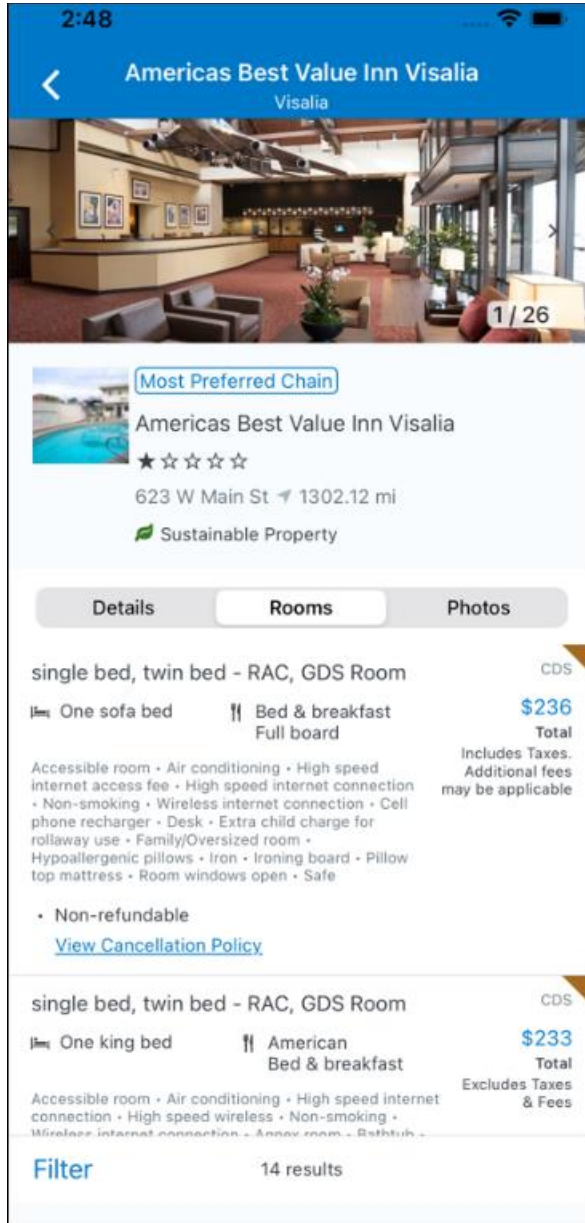 2:48
Americas Best Value Inn Visalia
Visalia
1 / 26
Most Preferred Chain
Americas Best Value Inn Visalia
623 W Main St 1302.12 mi
Sustainable Property
Details Rooms Photos
single bed, twin bed - RAC, GDS Room
CDS
One sofa bed
Bed & breakfast
Full board
$236
Total
Includes Taxes.
Additional fees
may be applicable
Accessible room • Air conditioning • High speed
internet access fee • High speed internet connection
• Non-smoking • Wireless internet connection • Cell
phone recharger • Desk • Extra child charge for
rollaway use • Family/Oversized room •
Hypoallergenic pillows • Iron • Ironing board • Pillow
top mattress • Room windows open • Safe
• Non-refundable
View Cancellation Policy
single bed, twin bed - RAC, GDS Room
CDS
One king bed
American
Bed & breakfast
$233
Total
Excludes Taxes
& Fees
Accessible room • Air conditioning • High speed internet
connection • High speed wireless • Non-smoking •
Wireless internet connection • Annex room • Bathtub •
Filter
14 results